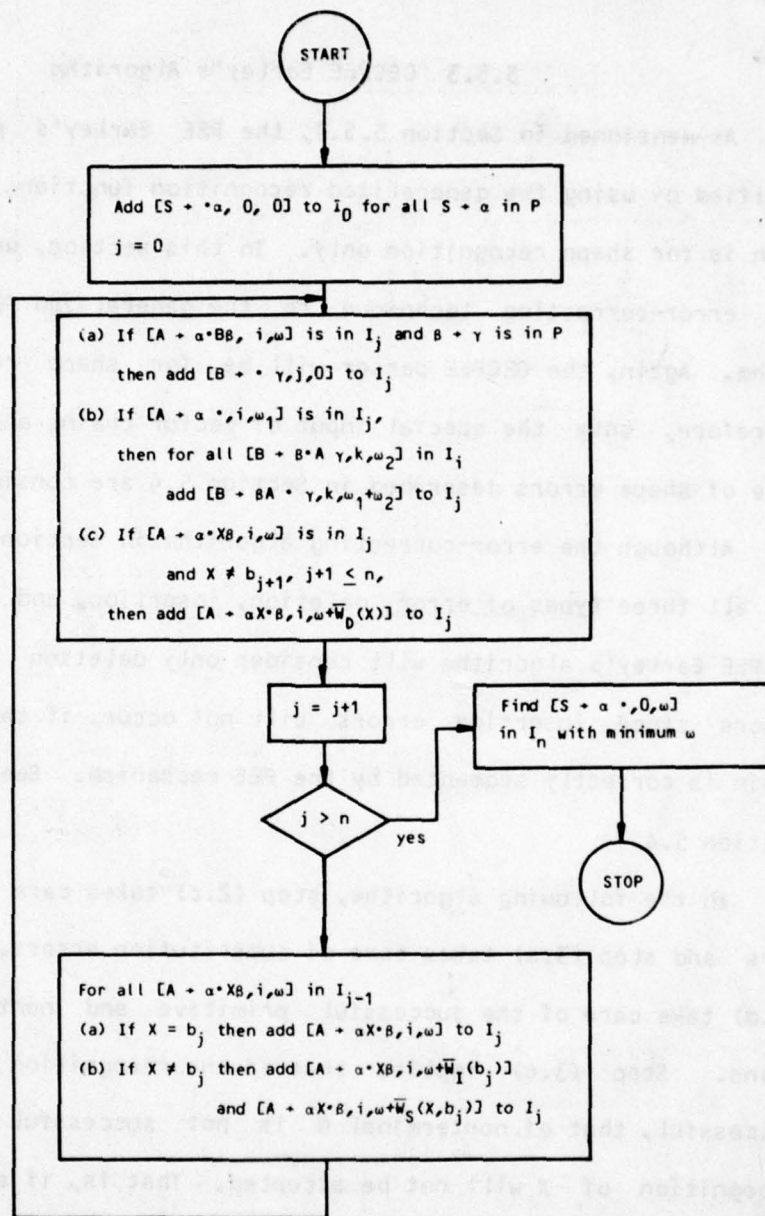 START
Add [S → •α, 0, 0] to I0 for all S → α in P
j = 0
(a) If [A → α•Bβ, i,ω] is in Ij and B → γ is in P
then add [B → • γ,j,0] to Ij
(b) If [A → α •,i,ω1] is in Ij,
then for all [B → β•A γ,k,ω2] in Ii
add [B → βA • γ,k,ω1+ω2] to Ij
(c) If [A → α•Xβ,i,ω] is in Ij
and X ≠ bj+1, j+1 ≤ n,
then add [A → αX•β,i,ω+W̅D(X)] to Ij
j = j+1
Find [S → α •,0,ω]
in In with minimum ω
j > n
yes
STOP
For all [A → α•Xβ,i,ω] in Ij-1
(a) If X = bj then add [A → αX•β,i,ω] to Ij
(b) If X ≠ bj then add [A → α•Xβ,i,ω+W̅I(bj)]
and [A → αX•β,i,ω+W̅S(X,bj)] to Ij